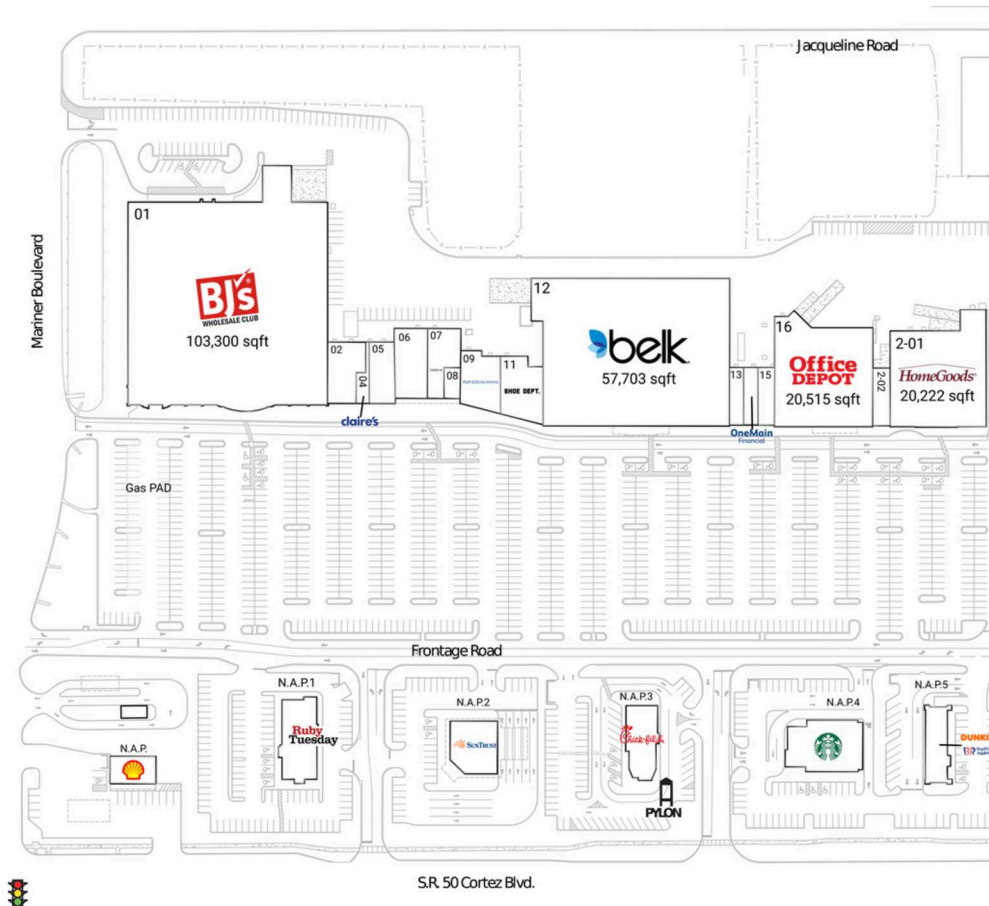 Jacqueline Road
Mariner Boulevard
01
BJ's
WHOLESALE CLUB
103,300 sqft
02
04
05
06
07
08
09
11
SHOE DEPT.
claire's
12
belk
57,703 sqft
13
15
OneMain
Financial
16
Office
DEPOT
20,515 sqft
2-02
2-01
HomeGoods
20,222 sqft
Gas PAD
Frontage Road
N.A.P.
N.A.P.1
Ruby
Tuesday
N.A.P.2
SUNTRUST
N.A.P.3
Chick-fil-A
PYLON
N.A.P.4
N.A.P.5
DUNKI
S.R. 50 Cortez Blvd.